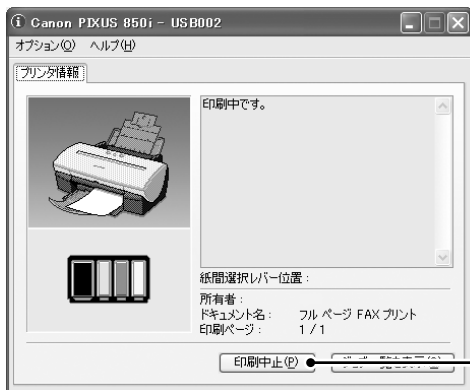 Canon PIXUS 850i - USB002
オプション(O) ヘルプ(H)
プリンタ情報
印刷中です。
紙間選択レバー位置:
所有者:
ドキュメント名: フル ページ FAX プリント
印刷ページ: 1 / 1
印刷中止(P)